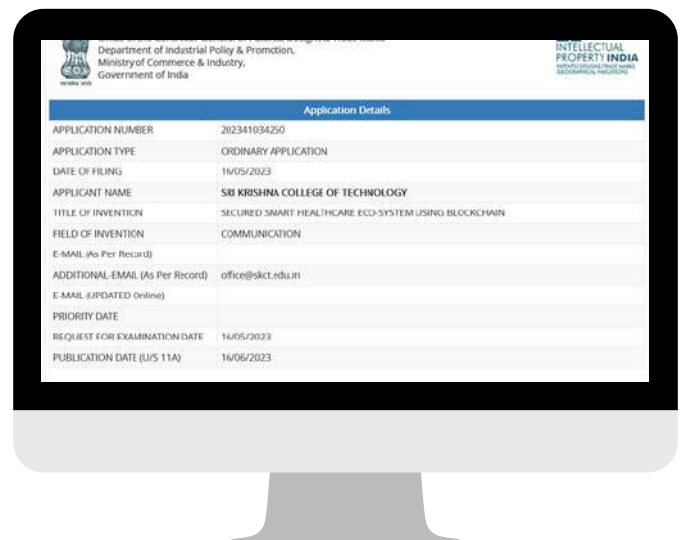 Department of Industrial Policy & Promotion,
Ministry of Commerce & Industry,
Government of India
INTELLECTUAL
PROPERTY INDIA
Application Details
APPLICATION NUMBER 202341034250
APPLICATION TYPE ORDINARY APPLICATION
DATE OF FILING 16/05/2023
APPLICANT NAME SRI KRISHNA COLLEGE OF TECHNOLOGY
TITLE OF INVENTION SECURED SMART HEALTHCARE ECO-SYSTEM USING BLOCKCHAIN
FIELD OF INVENTION COMMUNICATION
E-MAIL (As Per Record)
ADDITIONAL-EMAIL (As Per Record) office@skct.edu.in
E-MAIL (UPDATED Online)
PRIORITY DATE
REQUEST FOR EXAMINATION DATE 16/05/2023
PUBLICATION DATE (U/S 11A) 16/06/2023